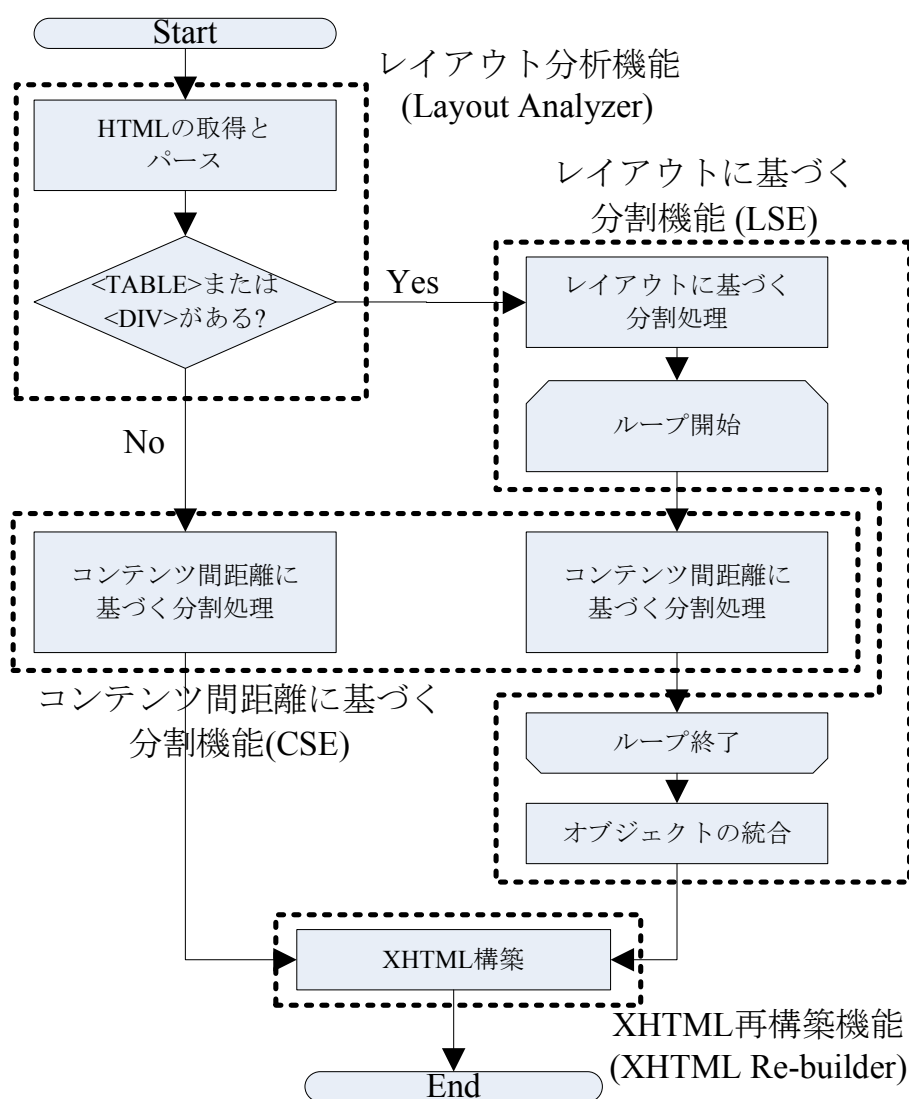 Start
レイアウト分析機能
(Layout Analyzer)
HTMLの取得と
パース
<TABLE>または
<DIV>がある?
Yes
No
レイアウトに基づく
分割機能 (LSE)
レイアウトに基づく
分割処理
ループ開始
コンテンツ間距離に
基づく分割処理
コンテンツ間距離に
基づく分割処理
コンテンツ間距離に基づく
分割機能(CSE)
ループ終了
オブジェクトの統合
XHTML構築
XHTML再構築機能
(XHTML Re-builder)
End